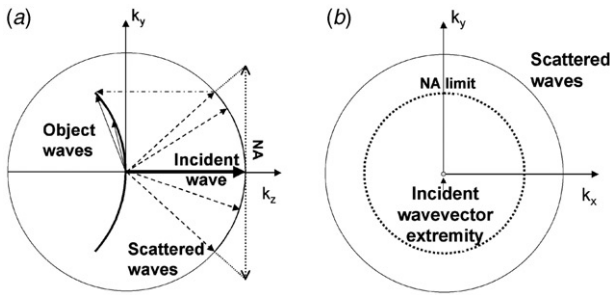 (a)
ky
Object
waves
Incident
wave
NA
kz
Scattered
waves
(b)
ky
Scattered
waves
NA limit
kx
Incident
wavevector
extremity